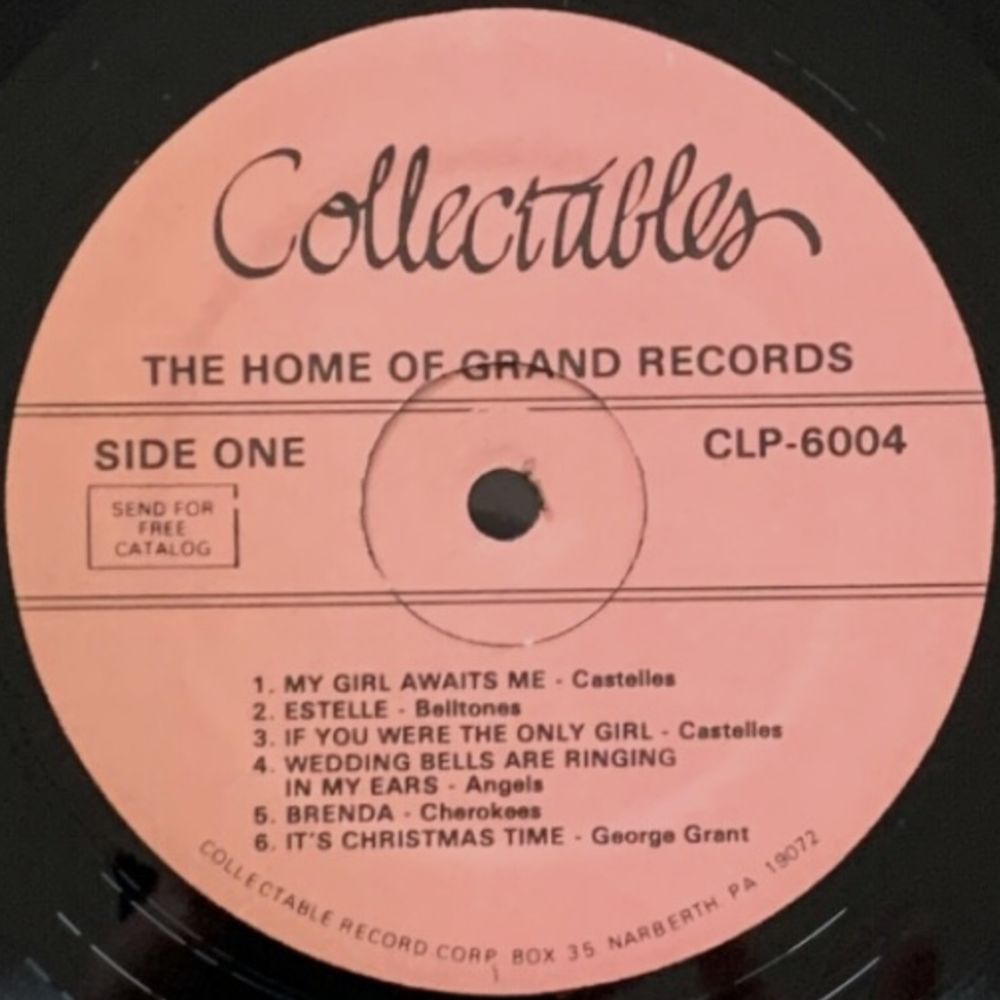 Collectables
THE HOME OF GRAND RECORDS
SIDE ONE
CLP-6004
SEND FOR
FREE
CATALOG
1. MY GIRL AWAITS ME - Castelles
2. ESTELLE - Belltones
3. IF YOU WERE THE ONLY GIRL - Castelles
4. WEDDING BELLS ARE RINGING
IN MY EARS - Angels
5. BRENDA - Cherokees
6. IT'S CHRISTMAS TIME - George Grant
COLLECTABLE RECORD CORP BOX 35 NARBERTH PA 19072